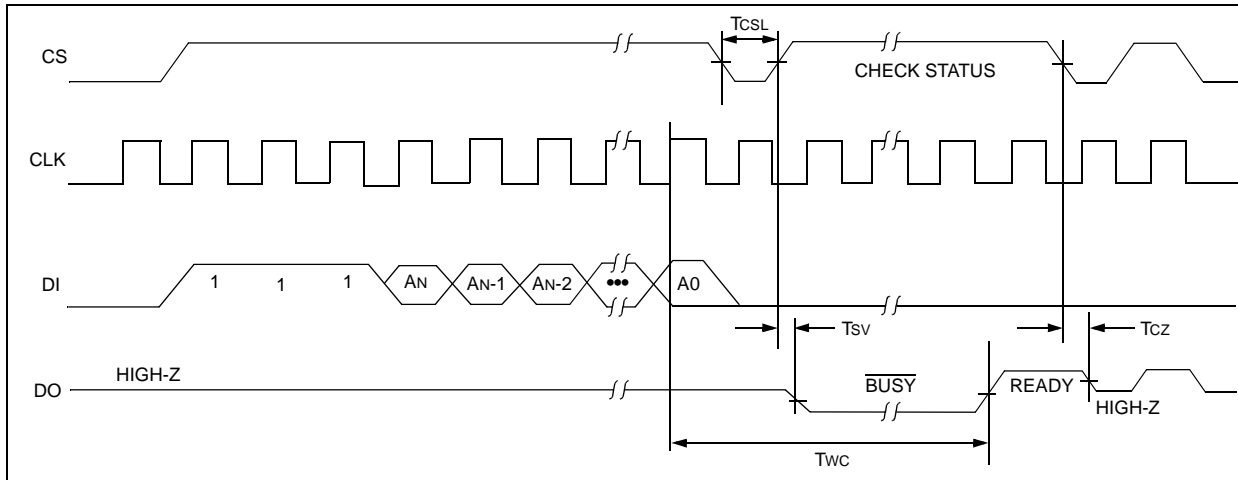 TCSL
CS
CHECK STATUS
CLK
DI
1 1 1 AN AN-1 AN-2 ••• A0
TSV
TCZ
DO
HIGH-Z
BUSY
READY
HIGH-Z
TWC